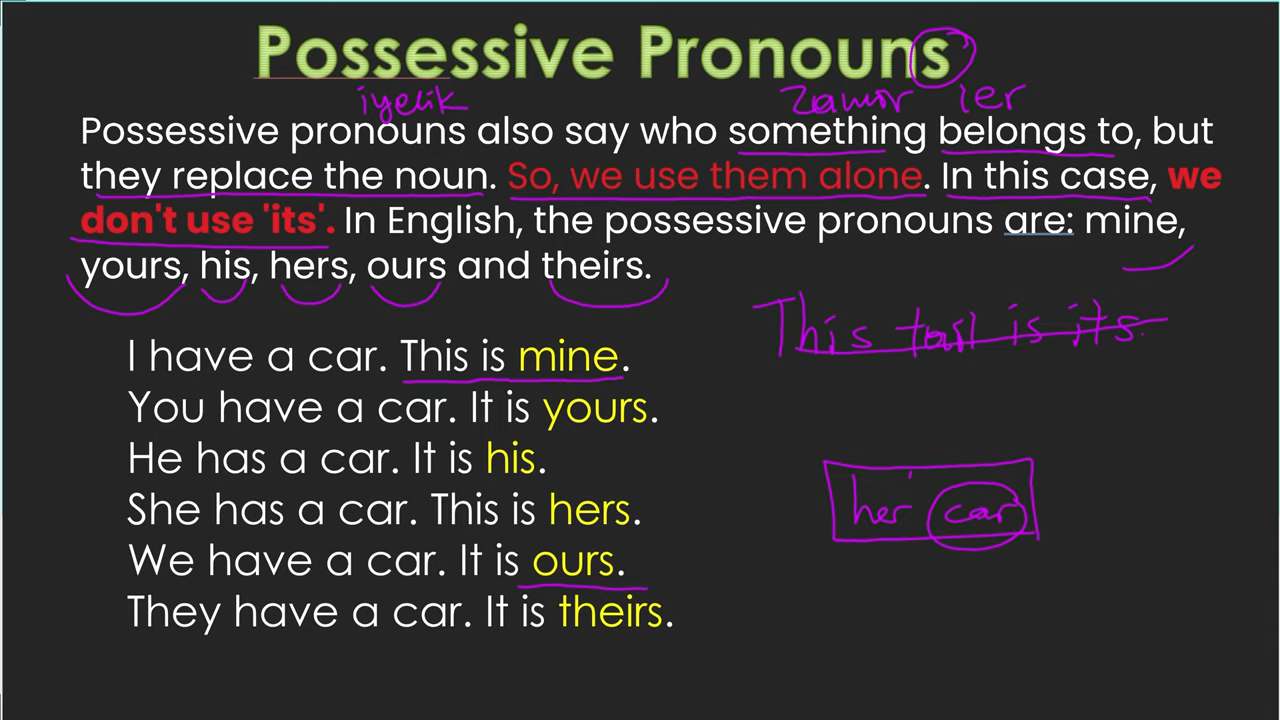 Possessive Pronouns
iyelik zamir ler
Possessive pronouns also say who something belongs to, but
they replace the noun. So, we use them alone. In this case, we
don't use 'its'. In English, the possessive pronouns are: mine,
yours, his, hers, ours and theirs.
This tail is its.
I have a car. This is mine.
You have a car. It is yours.
He has a car. It is his.
her car
She has a car. This is hers.
We have a car. It is ours.
They have a car. It is theirs.